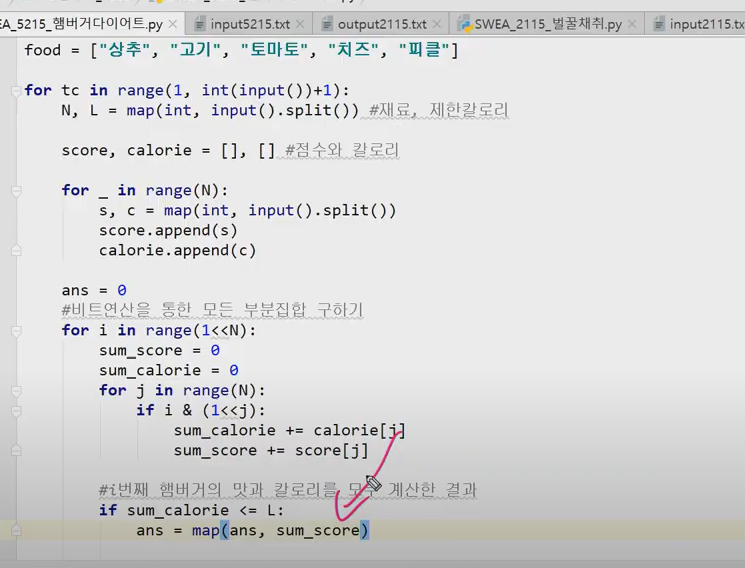 EA_5215_햄버거다이어트.py input5215.txt output2115.txt SWEA_2115_벌꿀채취.py input2115.txt
food = ["상추", "고기", "토마토", "치즈", "피클"]
for tc in range(1, int(input())+1):
N, L = map(int, input().split()) #재료, 제한칼로리
score, calorie = [], [] #점수와 칼로리
for _ in range(N):
s, c = map(int, input().split())
score.append(s)
calorie.append(c)
ans = 0
#비트연산을 통한 모든 부분집합 구하기
for i in range(1<<N):
sum_score = 0
sum_calorie = 0
for j in range(N):
if i & (1<<j):
sum_calorie += calorie[j]
sum_score += score[j]
#i번째 햄버거의 맛과 칼로리를 모두 계산한 결과
if sum_calorie <= L:
ans = map(ans, sum_score)